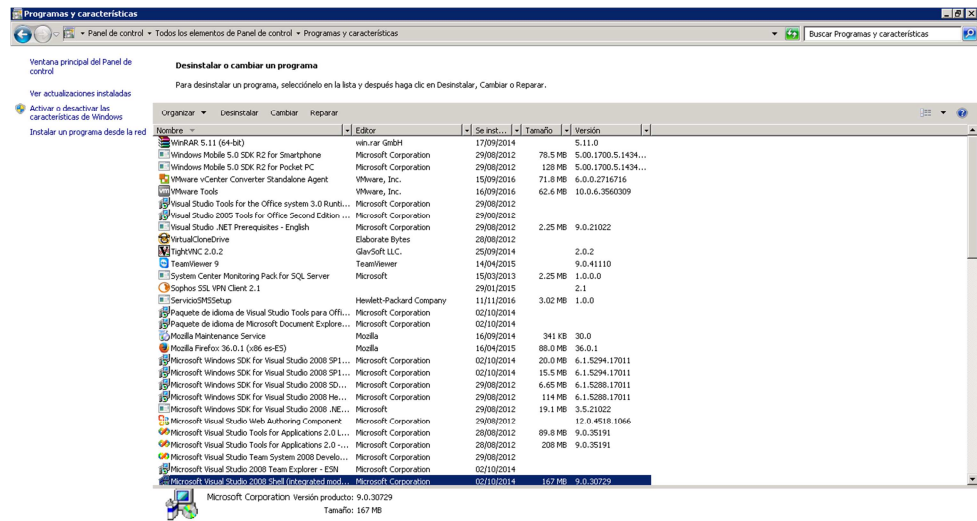 Programas y características
Panel de control Todos los elementos de Panel de control Programas y características
Buscar Programas y características
Ventana principal del Panel de control
Ver actualizaciones instaladas
Activar o desactivar las características de Windows
Instalar un programa desde la red
Desinstalar o cambiar un programa
Para desinstalar un programa, selecciónelo en la lista y después haga clic en Desinstalar, Cambiar o Reparar.
Organizar Desinstalar Cambiar Reparar
Nombre Editor Se inst... Tamaño Versión
WinRAR 5.11 (64-bit) win.rar GmbH 17/09/2014 5.11.0
Windows Mobile 5.0 SDK R2 for Smartphone Microsoft Corporation 29/08/2012 78.5 MB 5.00.1700.5.1434...
Windows Mobile 5.0 SDK R2 for Pocket PC Microsoft Corporation 29/08/2012 128 MB 5.00.1700.5.1434...
VMware vCenter Converter Standalone Agent VMware, Inc. 15/09/2016 71.8 MB 6.0.0.2716716
VMware Tools VMware, Inc. 16/09/2016 62.6 MB 10.0.6.3560309
Visual Studio Tools for the Office system 3.0 Runti... Microsoft Corporation 29/08/2012
Visual Studio 2005 Tools for Office Second Edition ... Microsoft Corporation 29/08/2012
Visual Studio .NET Prerequisites - English Microsoft Corporation 29/08/2012 2.25 MB 9.0.21022
VirtualCloneDrive Elaborate Bytes 28/08/2012
TightVNC 2.0.2 GlavSoft LLC. 25/09/2014 2.0.2
TeamViewer 9 TeamViewer 14/04/2015 9.0.41110
System Center Monitoring Pack for SQL Server Microsoft 15/03/2013 2.25 MB 1.0.0.0
Sophos SSL VPN Client 2.1 29/01/2015 2.1
ServicioSMSSetup Hewlett-Packard Company 11/11/2016 3.02 MB 1.0.0
Paquete de idioma de Visual Studio Tools para Offi... Microsoft Corporation 02/10/2014
Paquete de idioma de Microsoft Document Explore... Microsoft Corporation 02/10/2014
Mozilla Maintenance Service Mozilla 16/09/2014 341 KB 30.0
Mozilla Firefox 36.0.1 (x86 es-ES) Mozilla 16/04/2015 88.0 MB 36.0.1
Microsoft Windows SDK for Visual Studio 2008 SP1... Microsoft Corporation 02/10/2014 20.0 MB 6.1.5294.17011
Microsoft Windows SDK for Visual Studio 2008 SP1... Microsoft Corporation 02/10/2014 15.5 MB 6.1.5294.17011
Microsoft Windows SDK for Visual Studio 2008 SD... Microsoft Corporation 29/08/2012 6.65 MB 6.1.5288.17011
Microsoft Windows SDK for Visual Studio 2008 He... Microsoft Corporation 29/08/2012 114 MB 6.1.5288.17011
Microsoft Windows SDK for Visual Studio 2008 .NE... Microsoft 29/08/2012 19.1 MB 3.5.21022
Microsoft Visual Studio Web Authoring Component Microsoft Corporation 29/08/2012 12.0.4518.1066
Microsoft Visual Studio Tools for Applications 2.0 L... Microsoft Corporation 28/08/2012 89.8 MB 9.0.35191
Microsoft Visual Studio Tools for Applications 2.0 -... Microsoft Corporation 28/08/2012 208 MB 9.0.35191
Microsoft Visual Studio Team System 2008 Develo... Microsoft Corporation 29/08/2012
Microsoft Visual Studio 2008 Team Explorer - ESN Microsoft Corporation 02/10/2014
Microsoft Visual Studio 2008 Shell (integrated mod... Microsoft Corporation 02/10/2014 167 MB 9.0.30729
Microsoft Corporation Versión producto: 9.0.30729
Tamaño: 167 MB